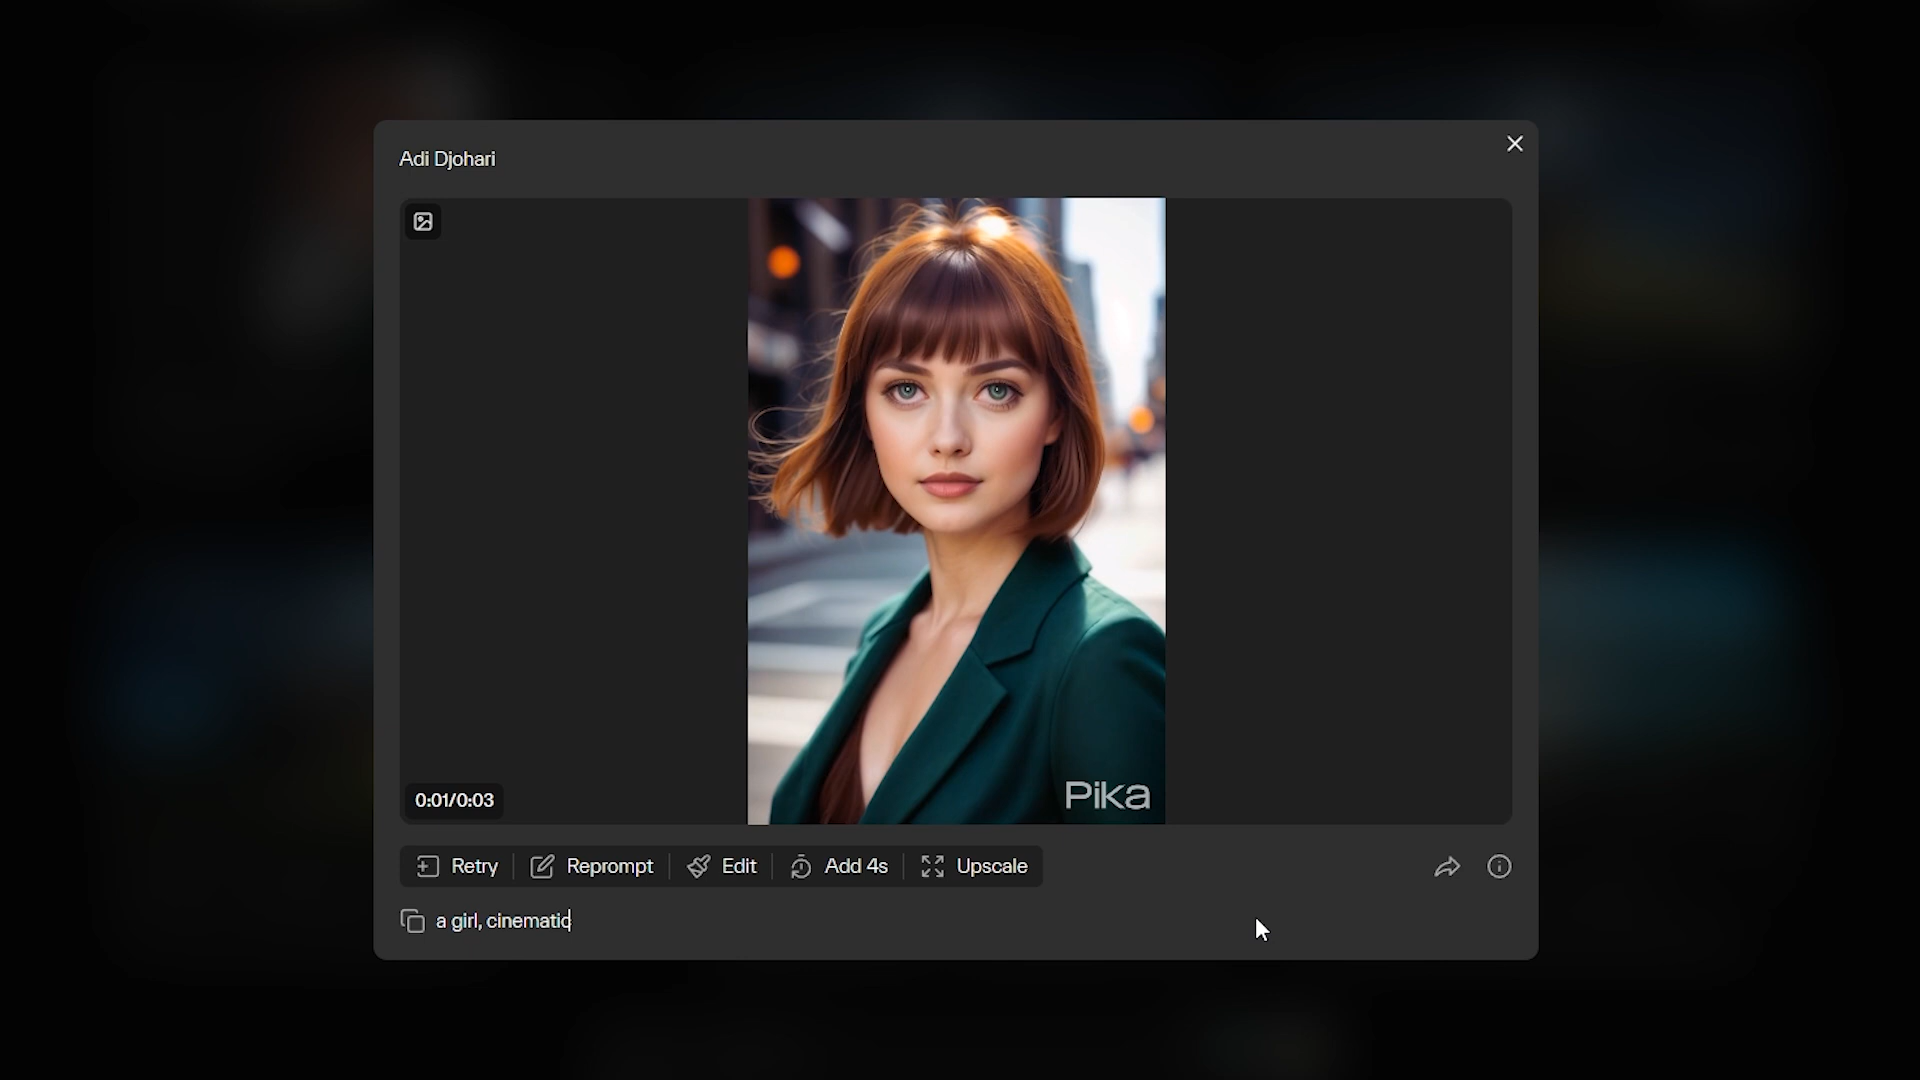 Adi Djohari
Pika
0:01/0:03
Retry
Reprompt
Edit
Add 4s
Upscale
a girl, cinematic